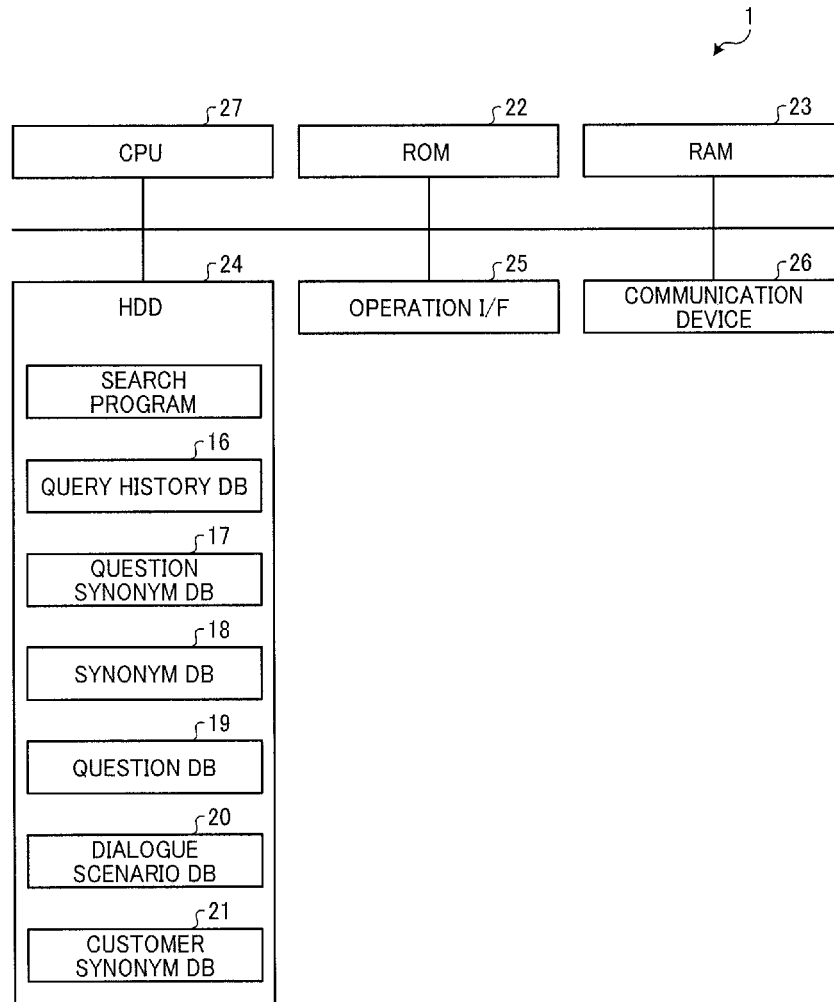 1
27
CPU
22
ROM
23
RAM
24
HDD
25
OPERATION I/F
26
COMMUNICATION
DEVICE
SEARCH
PROGRAM
16
QUERY HISTORY DB
17
QUESTION
SYNONYM DB
18
SYNONYM DB
19
QUESTION DB
20
DIALOGUE
SCENARIO DB
21
CUSTOMER
SYNONYM DB